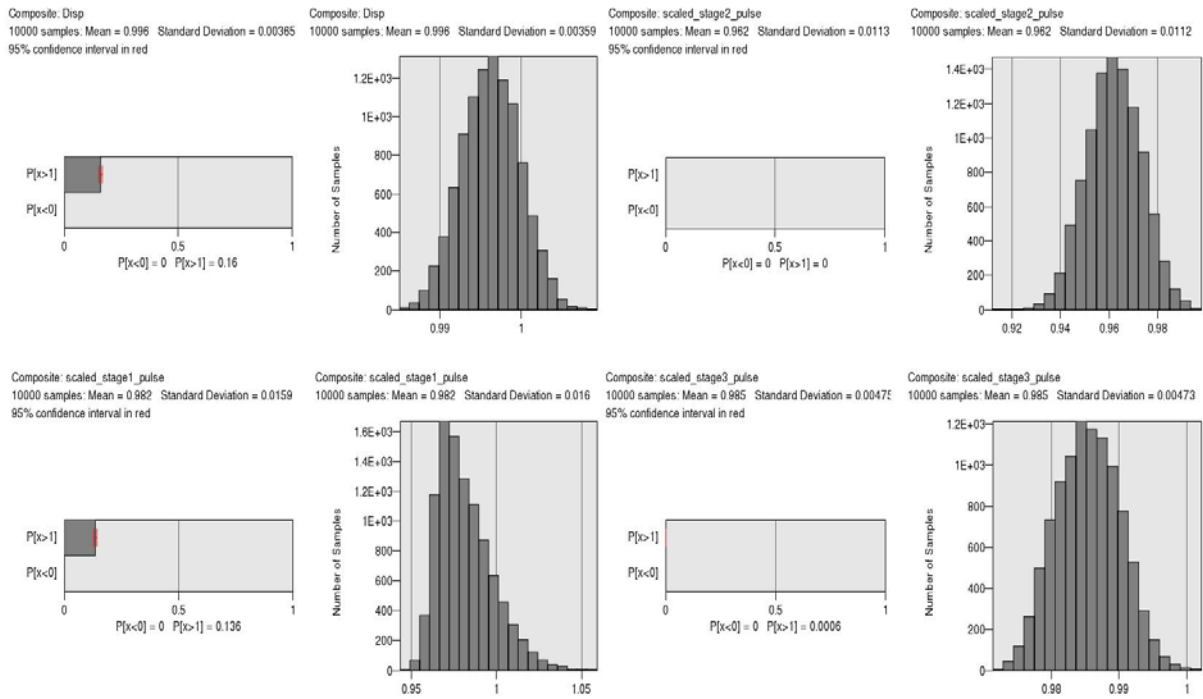 Composite: Disp
10000 samples: Mean = 0.996 Standard Deviation = 0.00365
95% confidence interval in red
P[x>1]
P[x<0]
0 0.5 1
P[x<0] = 0 P[x>1] = 0.16
Composite: Disp
10000 samples: Mean = 0.996 Standard Deviation = 0.00359
Number of Samples
1.2E+03
1E+03
800
600
400
200
0
0.99 1
Composite: scaled_stage2_pulse
10000 samples: Mean = 0.962 Standard Deviation = 0.0113
95% confidence interval in red
P[x>1]
P[x<0]
0 0.5 1
P[x<0] = 0 P[x>1] = 0
Composite: scaled_stage2_pulse
10000 samples: Mean = 0.962 Standard Deviation = 0.0112
Number of Samples
1.4E+03
1.2E+03
1E+03
800
600
400
200
0
0.92 0.94 0.96 0.98
Composite: scaled_stage1_pulse
10000 samples: Mean = 0.982 Standard Deviation = 0.0159
95% confidence interval in red
P[x>1]
P[x<0]
0 0.5 1
P[x<0] = 0 P[x>1] = 0.136
Composite: scaled_stage1_pulse
10000 samples: Mean = 0.982 Standard Deviation = 0.016
Number of Samples
1.6E+03
1.4E+03
1.2E+03
1E+03
800
600
400
200
0
0.95 1 1.05
Composite: scaled_stage3_pulse
10000 samples: Mean = 0.985 Standard Deviation = 0.00475
95% confidence interval in red
P[x>1]
P[x<0]
0 0.5 1
P[x<0] = 0 P[x>1] = 0.0006
Composite: scaled_stage3_pulse
10000 samples: Mean = 0.985 Standard Deviation = 0.00473
Number of Samples
1.2E+03
1E+03
800
600
400
200
0
0.98 0.99 1